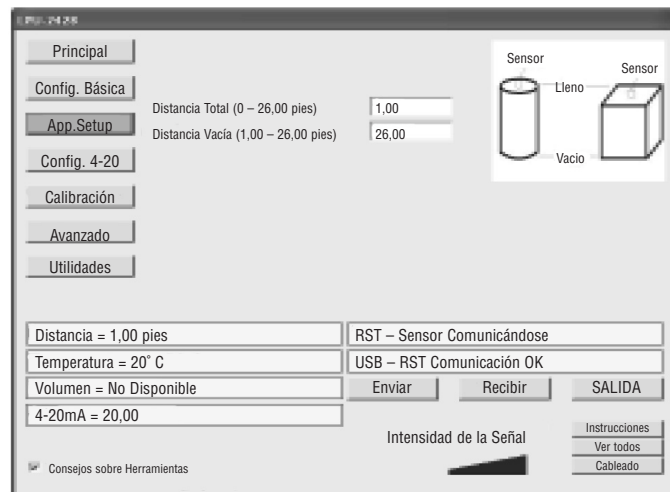 Principal
Config. Básica
App.Setup
Config. 4-20
Calibración
Avanzado
Utilidades
Distancia Total (0 – 26,00 pies) 1,00
Distancia Vacía (1,00 – 26,00 pies) 26,00
Sensor
Sensor
Lleno
Vacio
Distancia = 1,00 pies
Temperatura = 20° C
Volumen = No Disponible
4-20mA = 20,00
RST – Sensor Comunicándose
USB – RST Comunicación OK
Enviar Recibir SALIDA
Intensidad de la Señal
Instrucciones
Ver todos
Cableado
Consejos sobre Herramientas